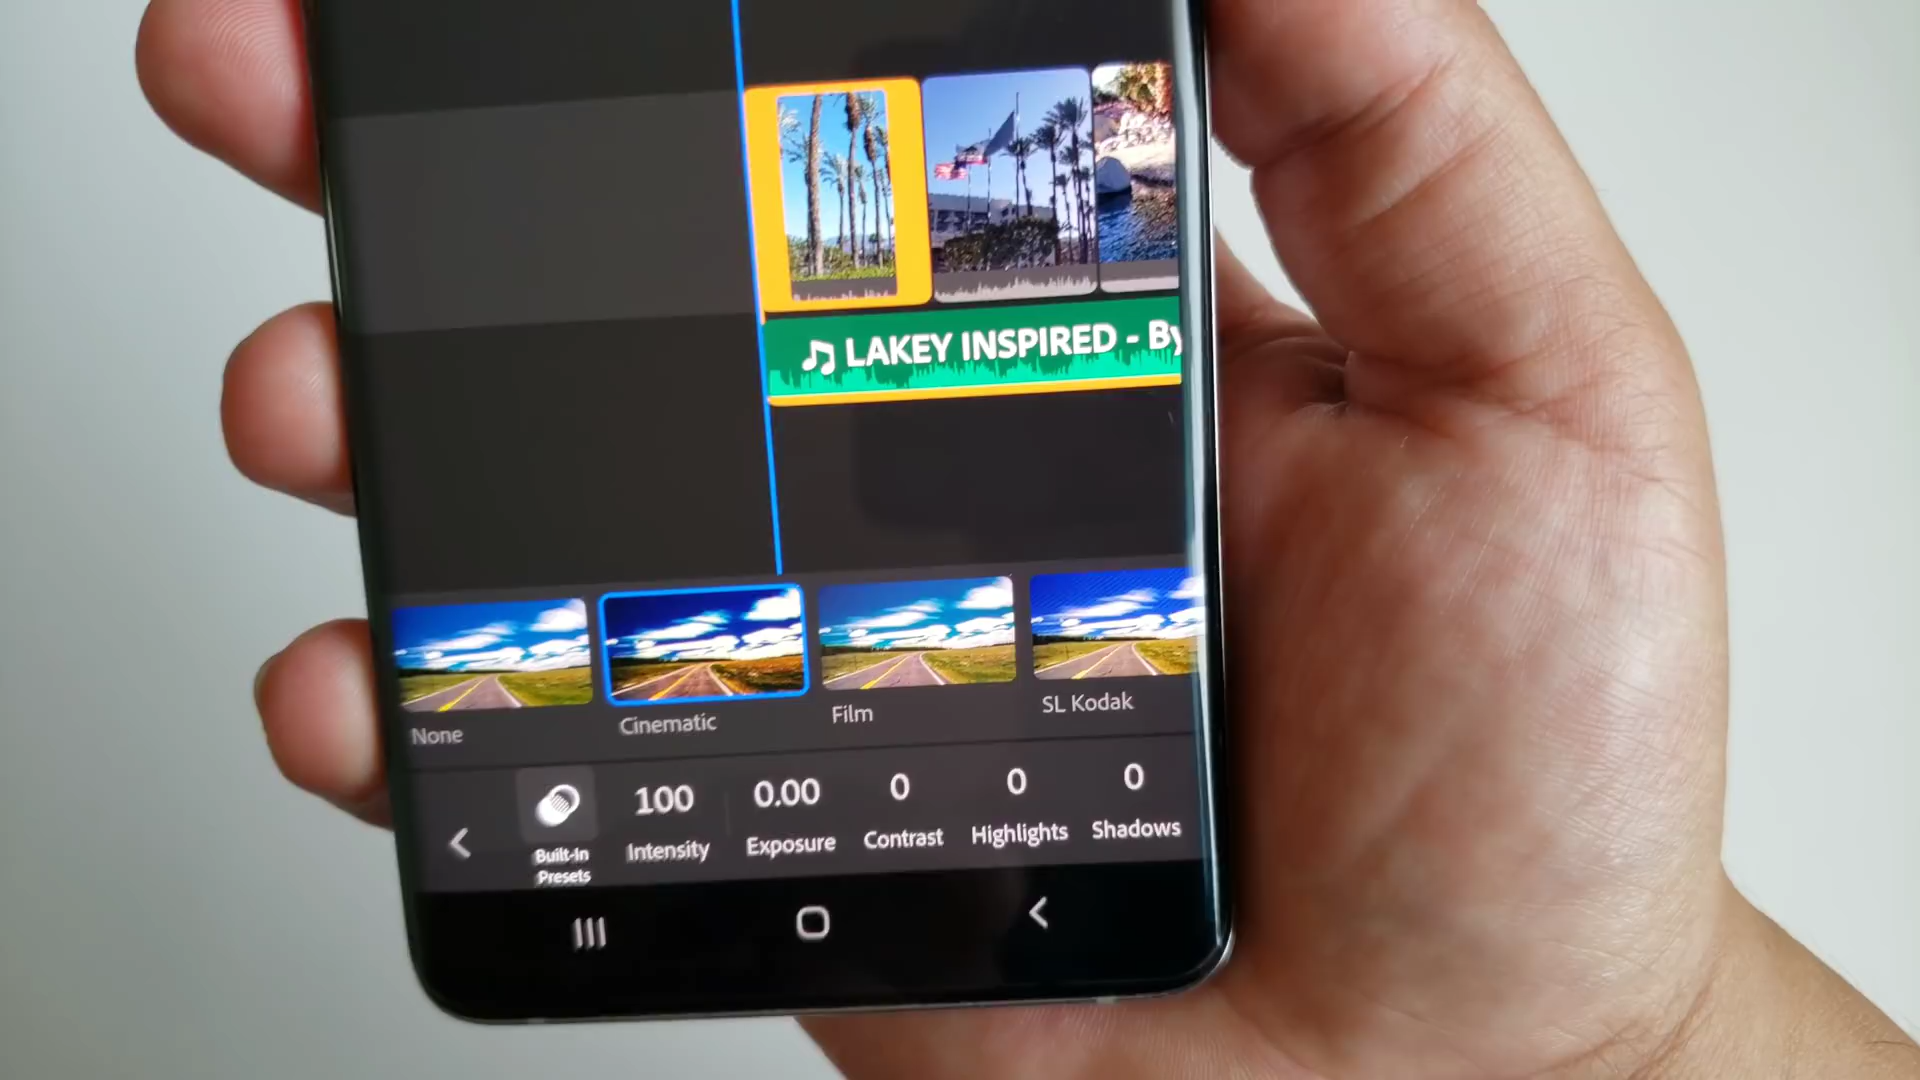 LAKEY INSPIRED - By
None
Cinematic
Film
SL Kodak
100
0.00
0
0
0
Built-In
Presets
Intensity
Exposure
Contrast
Highlights
Shadows